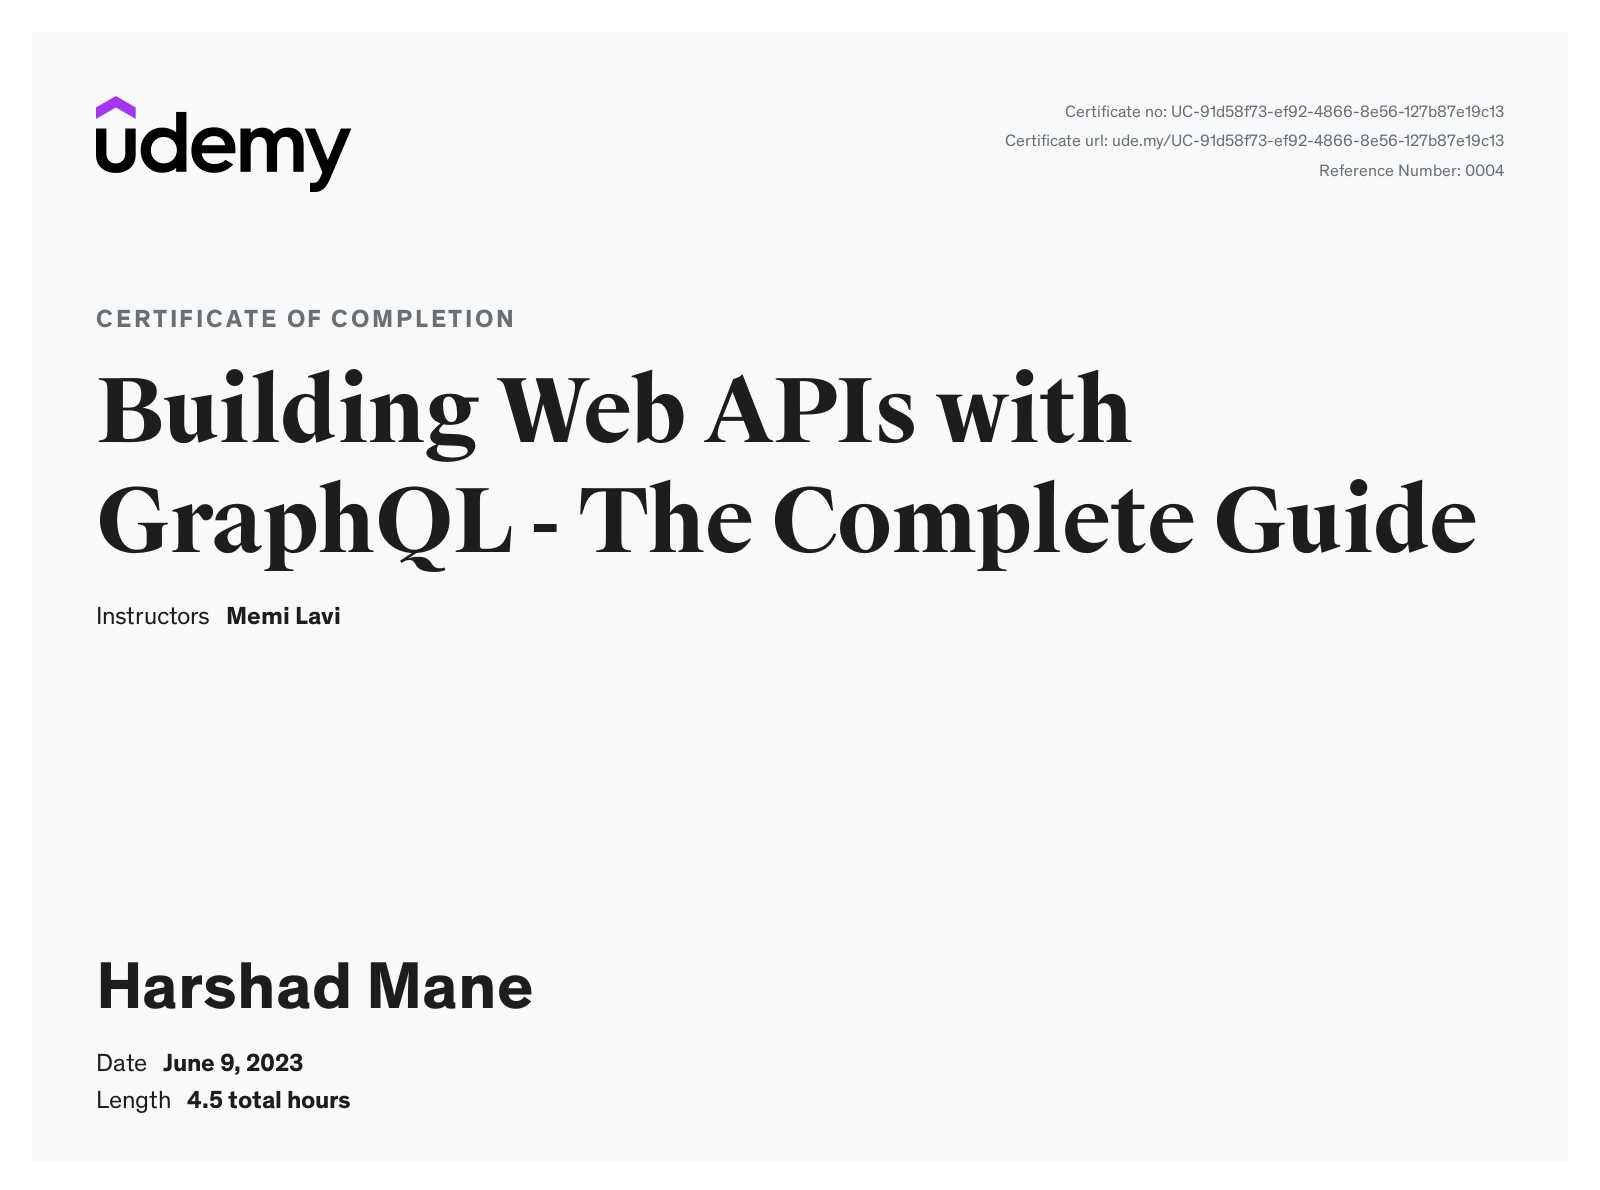 udemy
Certificate no: UC-91d58f73-ef92-4866-8e56-127b87e19c13
Certificate url: ude.my/UC-91d58f73-ef92-4866-8e56-127b87e19c13
Reference Number: 0004
CERTIFICATE OF COMPLETION
Building Web APIs with
GraphQL - The Complete Guide
Instructors Memi Lavi
Harshad Mane
Date June 9, 2023
Length 4.5 total hours